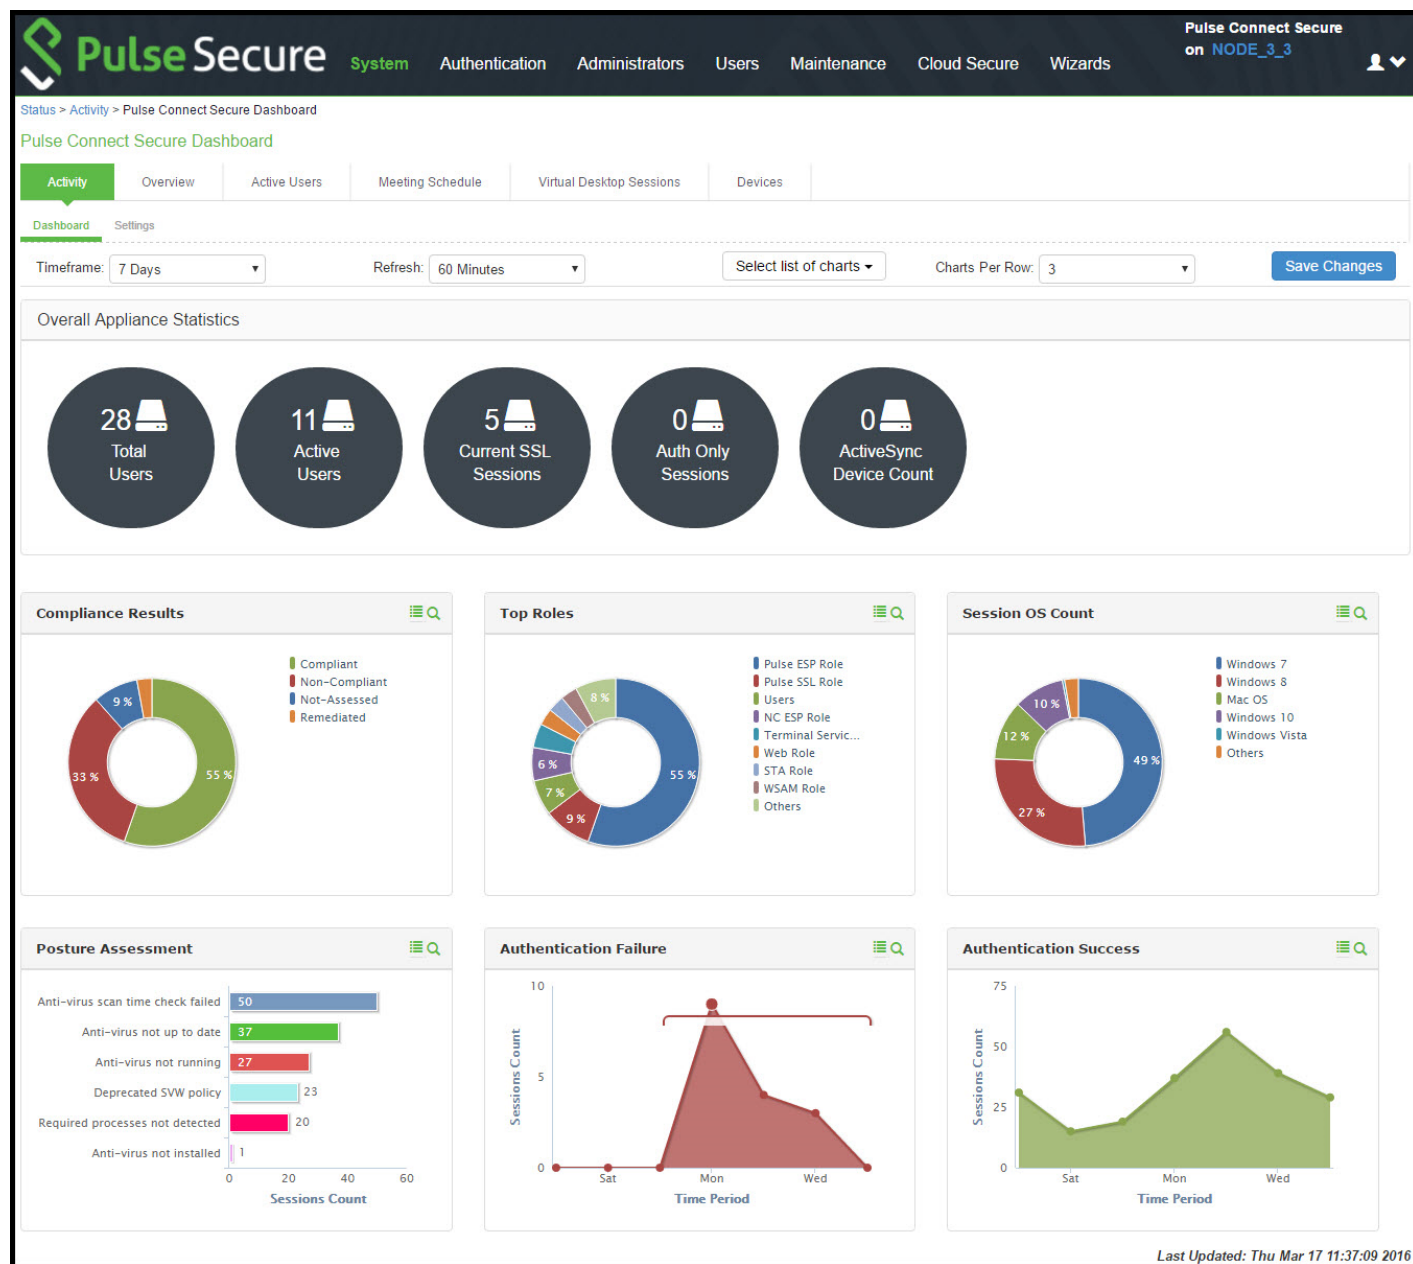 Pulse Secure
System Authentication Administrators Users Maintenance Cloud Secure Wizards
Pulse Connect Secure
on NODE_3_3
Status > Activity > Pulse Connect Secure Dashboard
Pulse Connect Secure Dashboard
Activity Overview Active Users Meeting Schedule Virtual Desktop Sessions Devices
Dashboard Settings
Timeframe: 7 Days Refresh: 60 Minutes Select list of charts Charts Per Row: 3 Save Changes
Overall Appliance Statistics
28
Total
Users
11
Active
Users
5
Current SSL
Sessions
0
Auth Only
Sessions
0
ActiveSync
Device Count
Compliance Results
Compliant
Non-Compliant
Not-Assessed
Remediated
9 %
33 %
55 %
Top Roles
Pulse ESP Role
Pulse SSL Role
Users
NC ESP Role
Terminal Servic...
Web Role
STA Role
WSAM Role
Others
8 %
6 %
55 %
7 %
9 %
Session OS Count
Windows 7
Windows 8
Mac OS
Windows 10
Windows Vista
Others
10 %
12 %
49 %
27 %
Posture Assessment
Anti-virus scan time check failed 50
Anti-virus not up to date 37
Anti-virus not running 27
Deprecated SVW policy 23
Required processes not detected 20
Anti-virus not installed 1
0 20 40 60
Sessions Count
Authentication Failure
10
5
0
Sessions Count
Sat Mon Wed
Time Period
Authentication Success
75
50
25
0
Sessions Count
Sat Mon Wed
Time Period
Last Updated: Thu Mar 17 11:37:09 2016